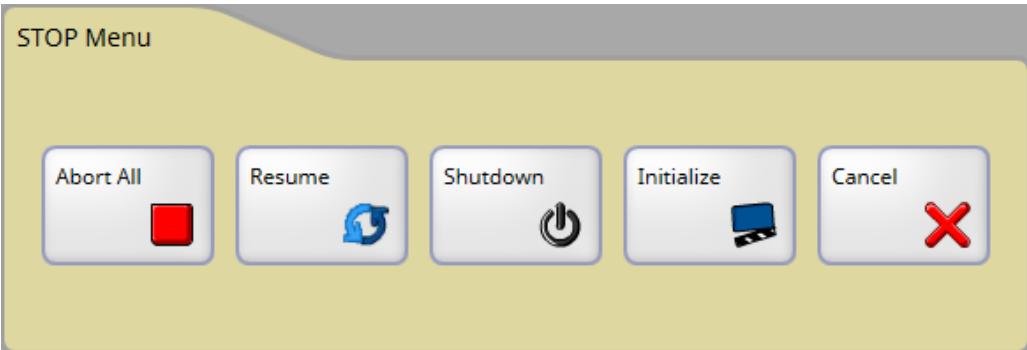 STOP Menu
Abort All
Resume
Shutdown
Initialize
Cancel